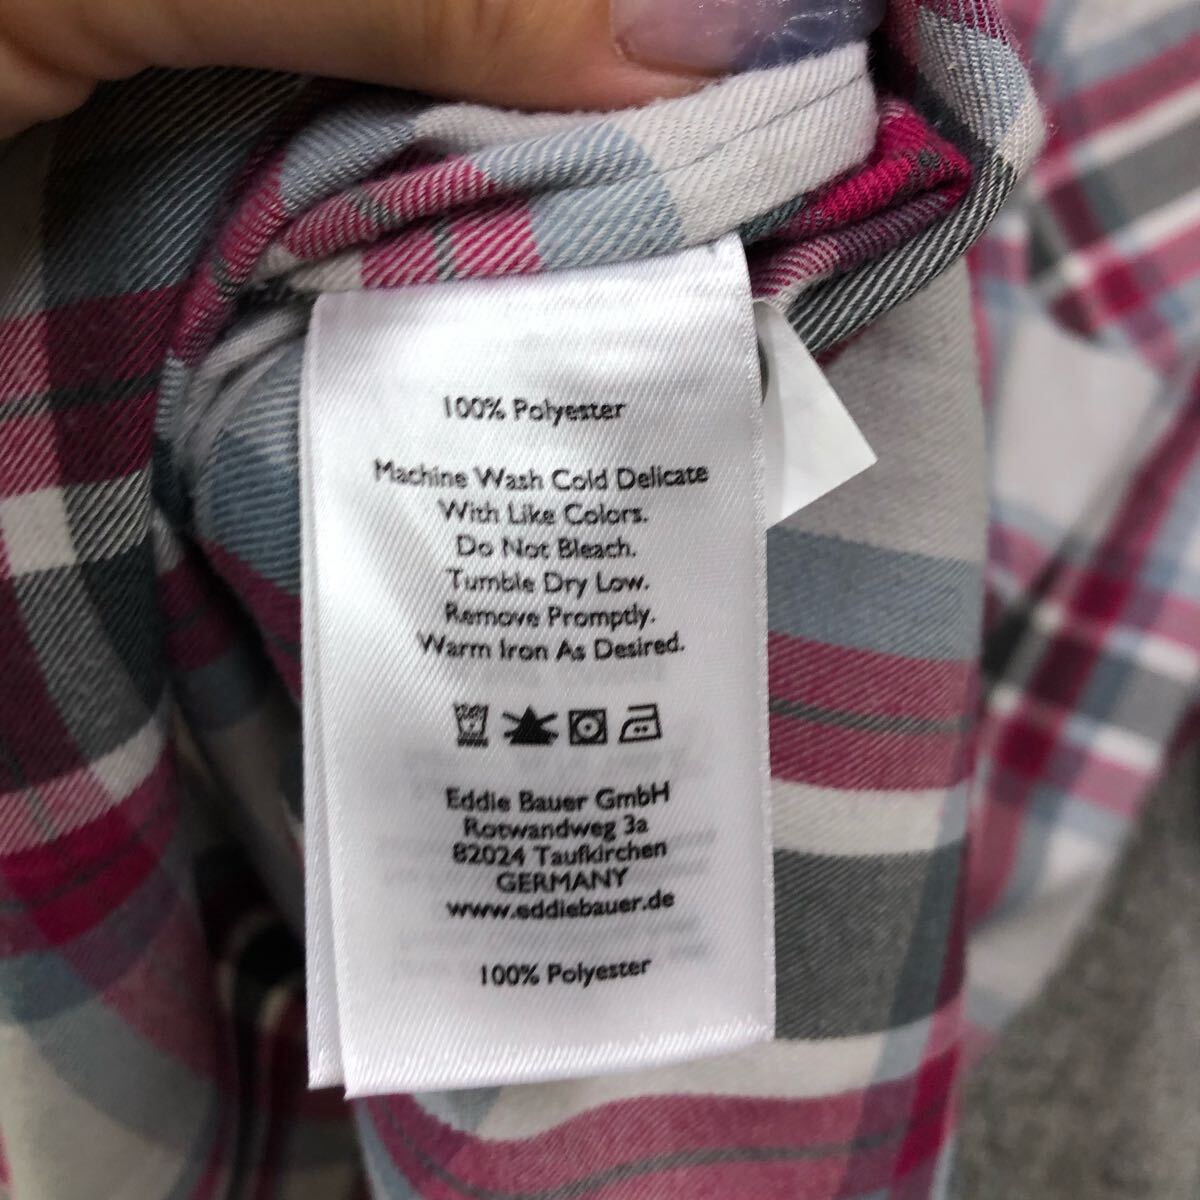 100% Polyester
Machine Wash Cold Delicate
With Like Colors.
Do Not Bleach.
Tumble Dry Low.
Remove Promptly.
Warm Iron As Desired.
Eddie Bauer GmbH
Rotwandweg 3a
82024 Taufkirchen
GERMANY
www.eddiebauer.de
100% Polyester